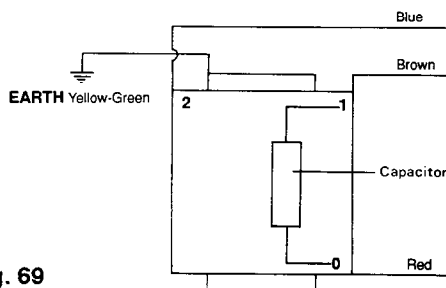 Blue
Brown
EARTH Yellow-Green
2
1
Capacitor
0
g. 69
Red